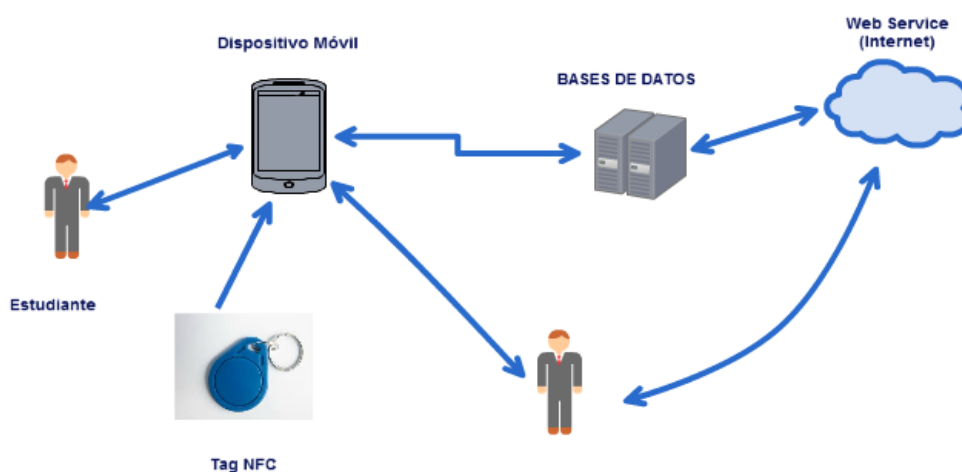 Web Service
(Internet)
Dispositivo Móvil
BASES DE DATOS
Estudiante
Tag NFC